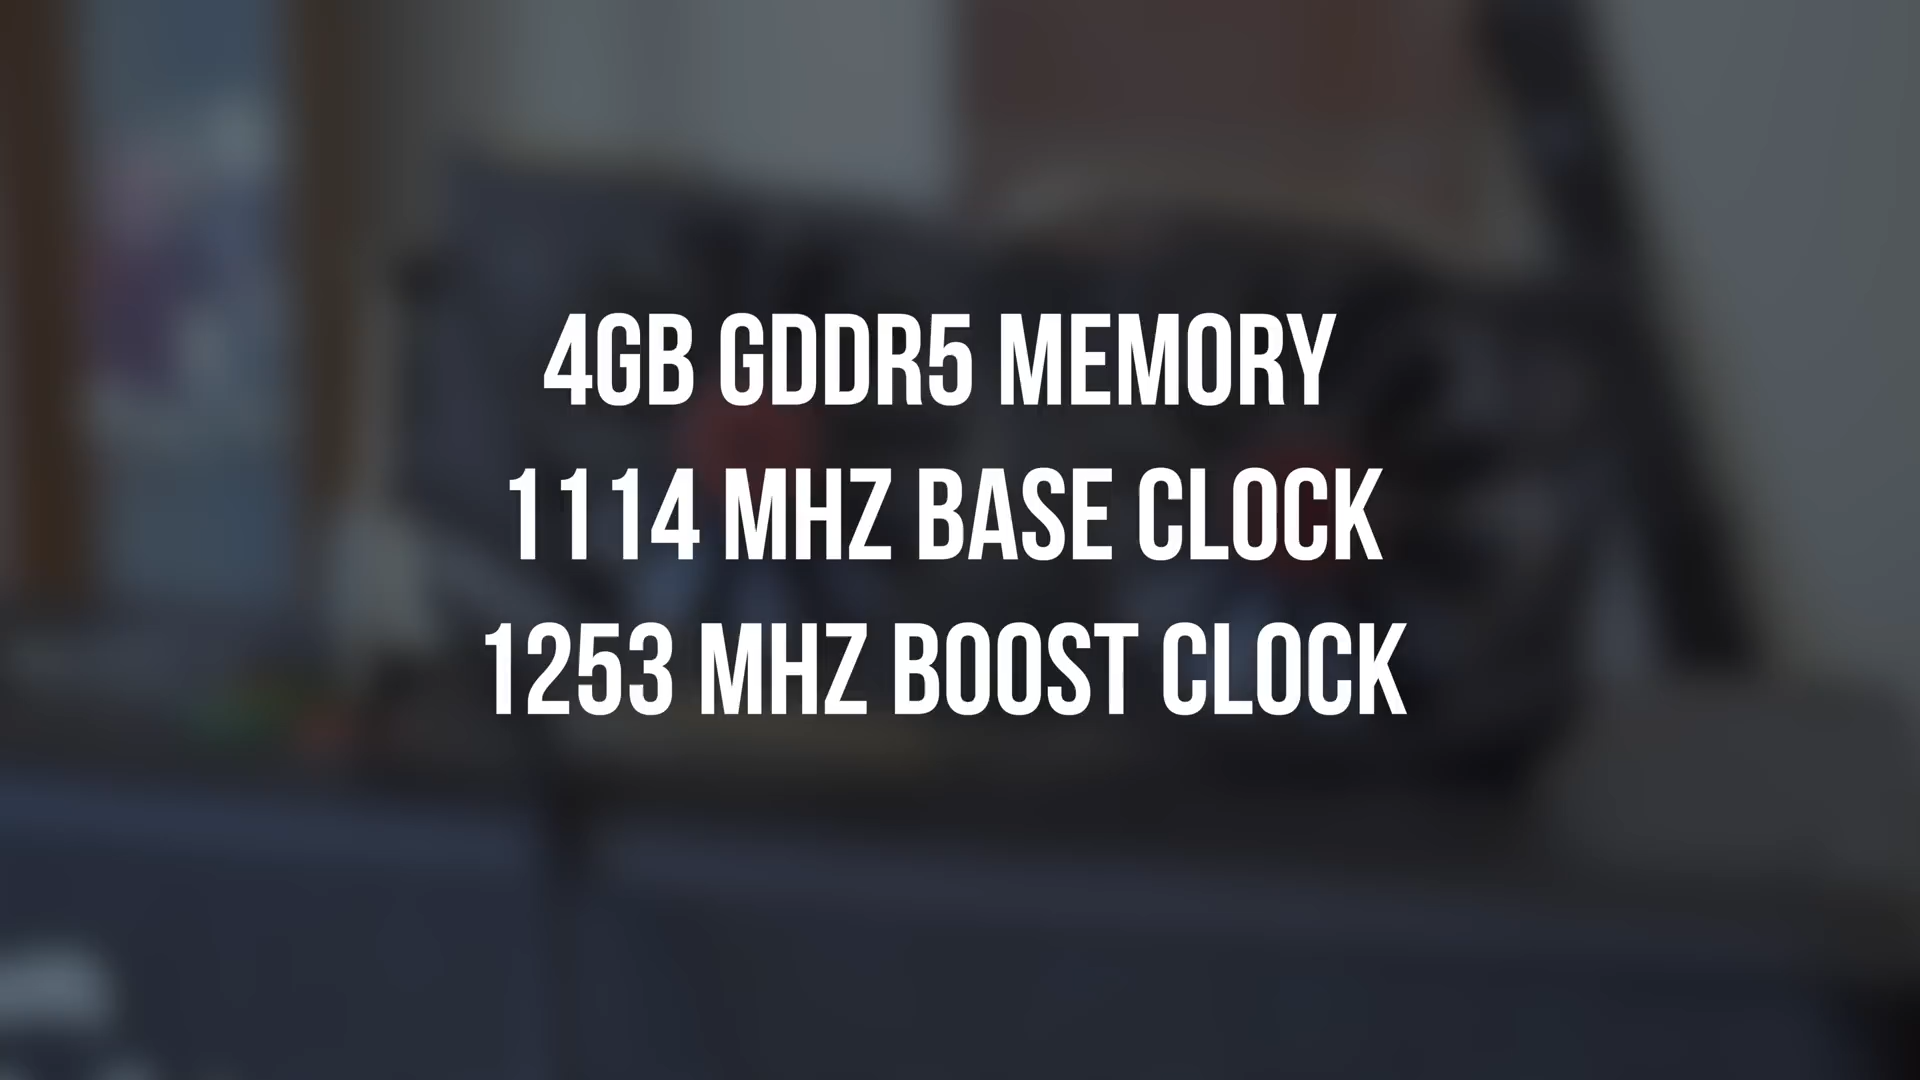 4GB GDDR5 MEMORY
1114 MHZ BASE CLOCK
1253 MHZ BOOST CLOCK